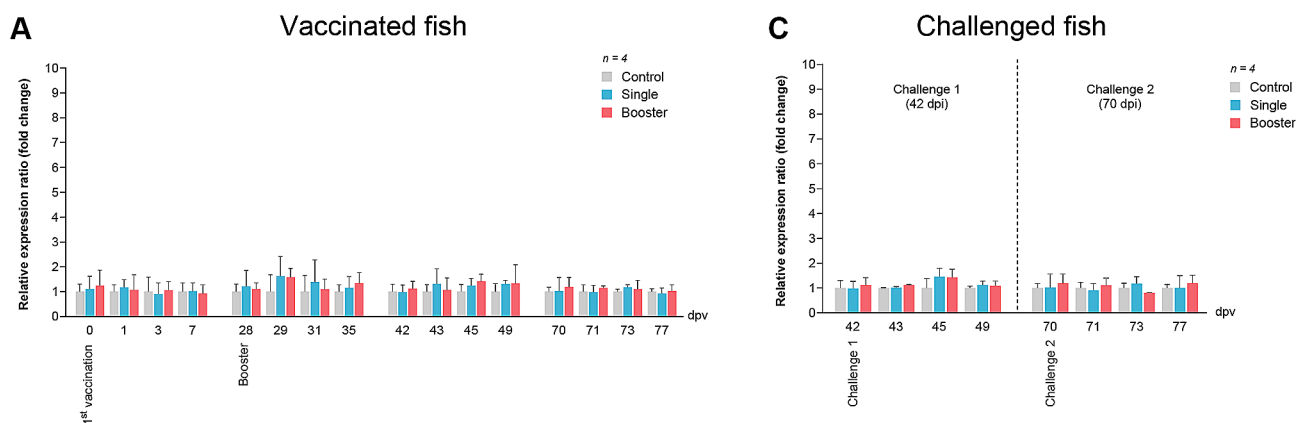 A
Vaccinated fish
n = 4
Control
Single
Booster
Relative expression ratio (fold change)
10
9
8
7
6
5
4
3
2
1
0
0 1 3 7 28 29 31 35 42 43 45 49 70 71 73 77 dpv
1st vaccination
Booster
C
Challenged fish
n = 4
Control
Single
Booster
Challenge 1
(42 dpi)
Challenge 2
(70 dpi)
Relative expression ratio (fold change)
10
9
8
7
6
5
4
3
2
1
0
42 43 45 49 70 71 73 77 dpv
Challenge 1
Challenge 2